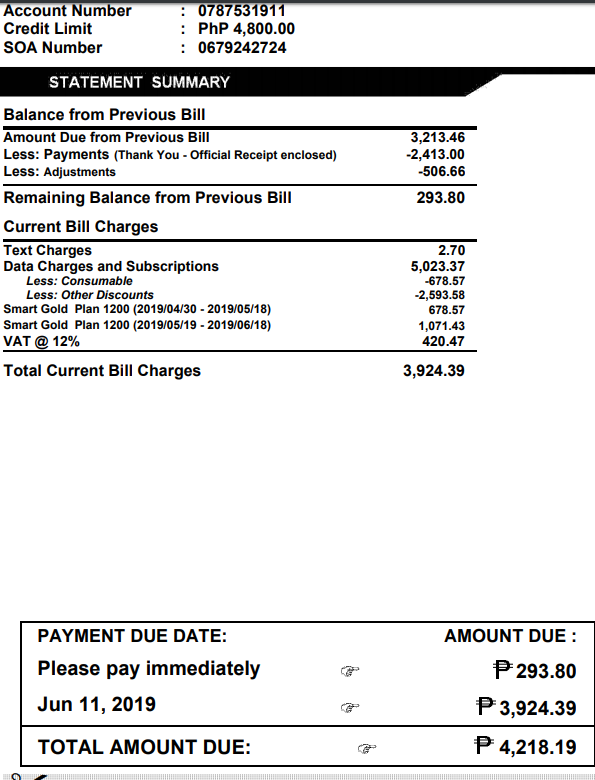 Account Number : 0787531911
Credit Limit : PhP 4,800.00
SOA Number : 0679242724
STATEMENT SUMMARY
Balance from Previous Bill
Amount Due from Previous Bill 3,213.46
Less: Payments (Thank You - Official Receipt enclosed) -2,413.00
Less: Adjustments -506.66
Remaining Balance from Previous Bill 293.80
Current Bill Charges
Text Charges 2.70
Data Charges and Subscriptions 5,023.37
Less: Consumable -678.57
Less: Other Discounts -2,593.58
Smart Gold Plan 1200 (2019/04/30 - 2019/05/18) 678.57
Smart Gold Plan 1200 (2019/05/19 - 2019/06/18) 1,071.43
VAT @ 12% 420.47
Total Current Bill Charges 3,924.39
PAYMENT DUE DATE: AMOUNT DUE :
Please pay immediately ₱ 293.80
Jun 11, 2019 ₱ 3,924.39
TOTAL AMOUNT DUE: ₱ 4,218.19